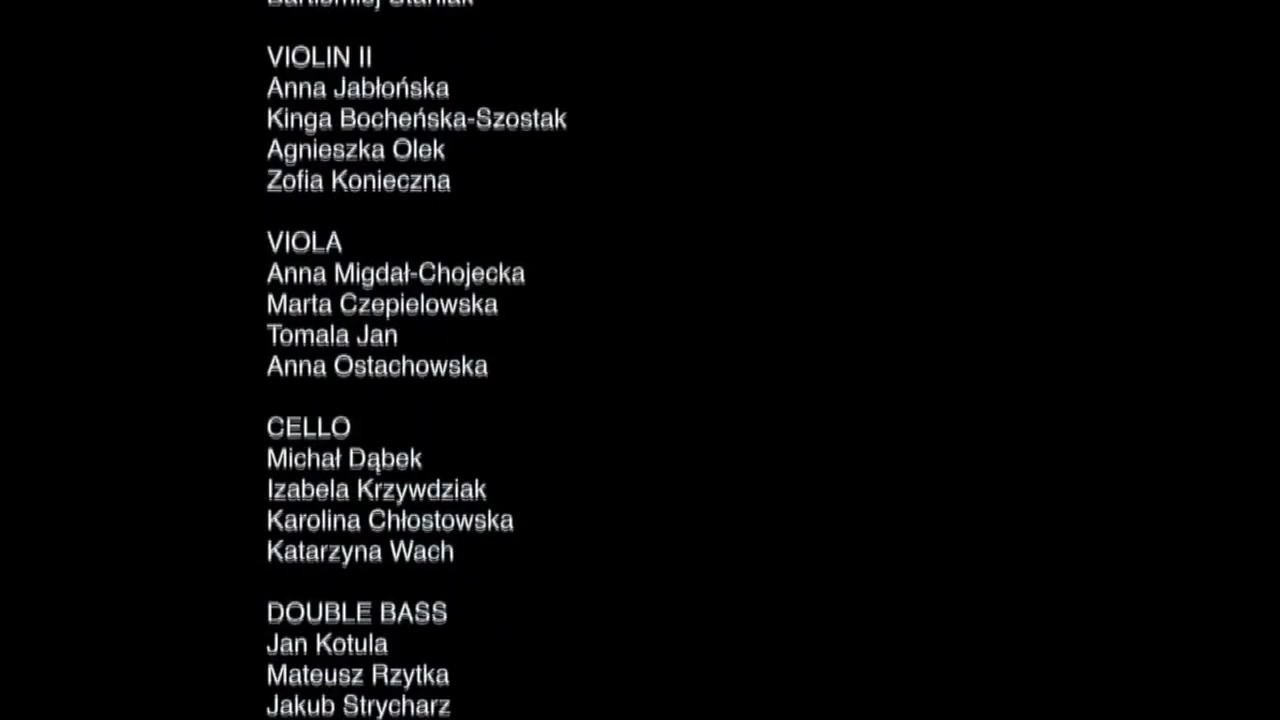 Bartłomiej Staniak
VIOLIN II
Anna Jabłońska
Kinga Bocheńska-Szostak
Agnieszka Olek
Zofia Konieczna
VIOLA
Anna Migdał-Chojecka
Marta Czepielowska
Tomala Jan
Anna Ostachowska
CELLO
Michał Dąbek
Izabela Krzywdziak
Karolina Chłostowska
Katarzyna Wach
DOUBLE BASS
Jan Kotula
Mateusz Rzytka
Jakub Strycharz